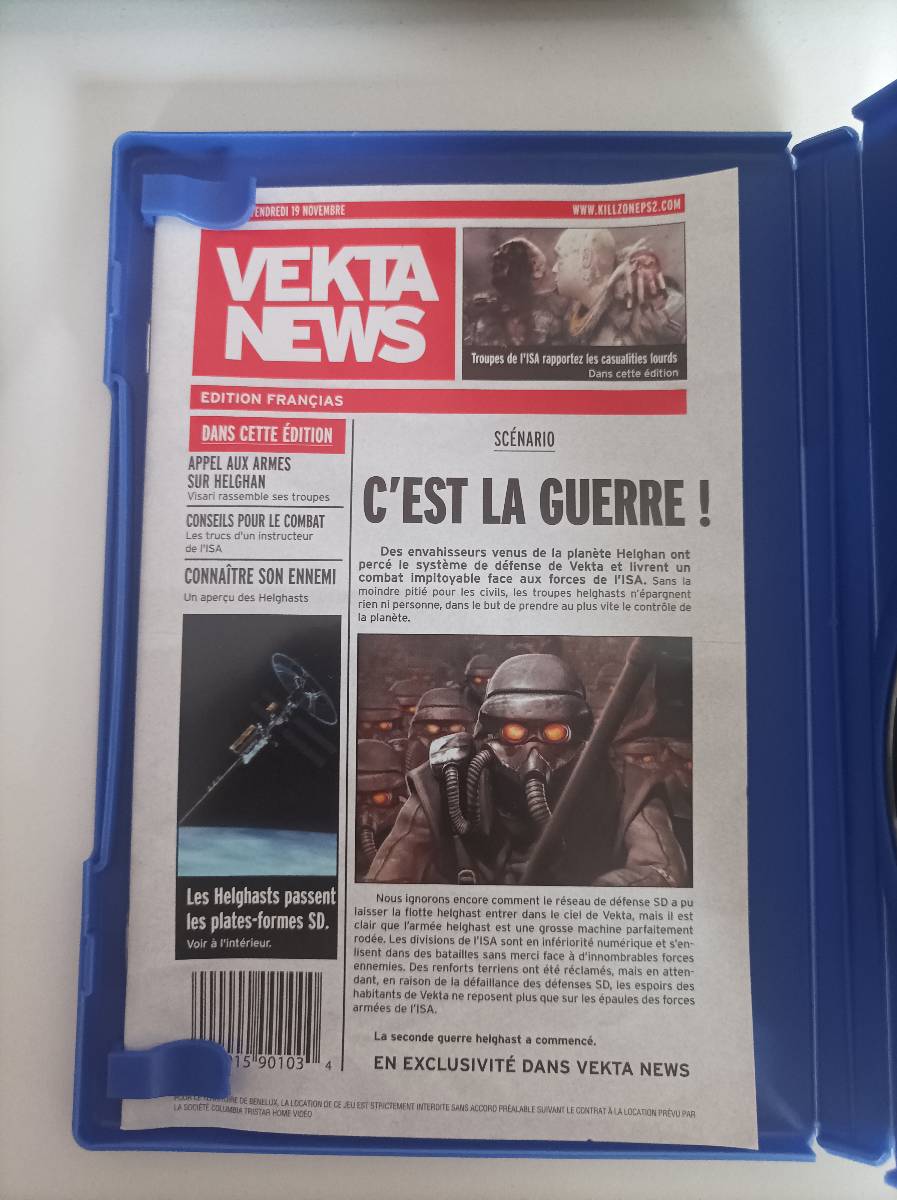 VENDREDI 19 NOVEMBRE
WWW.KILLZONEPS2.COM
VEKTA
NEWS
Troupes de l'ISA rapportez les casualities lourds
Dans cette édition
EDITION FRANÇIAS
DANS CETTE ÉDITION
APPEL AUX ARMES
SUR HELGHAN
Visari rassemble ses troupes
CONSEILS POUR LE COMBAT
Les trucs d'un instructeur
de l'ISA
CONNAÎTRE SON ENNEMI
Un aperçu des Helghasts
Les Helghasts passent
les plates-formes SD.
Voir à l'intérieur.
SCÉNARIO
C'EST LA GUERRE !
Des envahisseurs venus de la planète Helghan ont
percé le système de défense de Vekta et livrent un
combat impitoyable face aux forces de l'ISA. Sans la
moindre pitié pour les civils, les troupes helghasts n'épargnent
rien ni personne, dans le but de prendre au plus vite le contrôle de
la planète.
Nous ignorons encore comment le réseau de défense SD a pu
laisser la flotte helghast entrer dans le ciel de Vekta, mais il est
clair que l'armée helghast est une grosse machine parfaitement
rodée. Les divisions de l'ISA sont en infériorité numérique et s'en-
lisent dans des batailles sans merci face à d'innombrables forces
ennemies. Des renforts terriens ont été réclamés, mais en atten-
dant, en raison de la défaillance des défenses SD, les espoirs des
habitants de Vekta ne reposent plus que sur les épaules des forces
armées de l'ISA.
La seconde guerre helghast a commencé.
EN EXCLUSIVITÉ DANS VEKTA NEWS
15 90103 4
POUR LE TERRITOIRE DE BENELUX, LA LOCATION DE CE JEU EST STRICTEMENT INTERDITE SANS ACCORD PRÉALABLE SUIVANT LE CONTRAT À LA LOCATION PRÉVU PAR
LA SOCIÉTÉ COLUMBIA TRISTAR HOME VIDEO